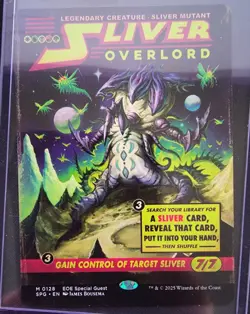 LEGENDARY CREATURE · SLIVER MUTANT
SLIVER
OVERLORD
3
SEARCH YOUR LIBRARY FOR
A SLIVER CARD,
REVEAL THAT CARD,
PUT IT INTO YOUR HAND,
THEN SHUFFLE
3
GAIN CONTROL OF TARGET SLIVER 7/7
M 0128 EOE Special Guest
SPG • EN JAMES BOUSEMA
™ & © 2025 Wizards of the Coast